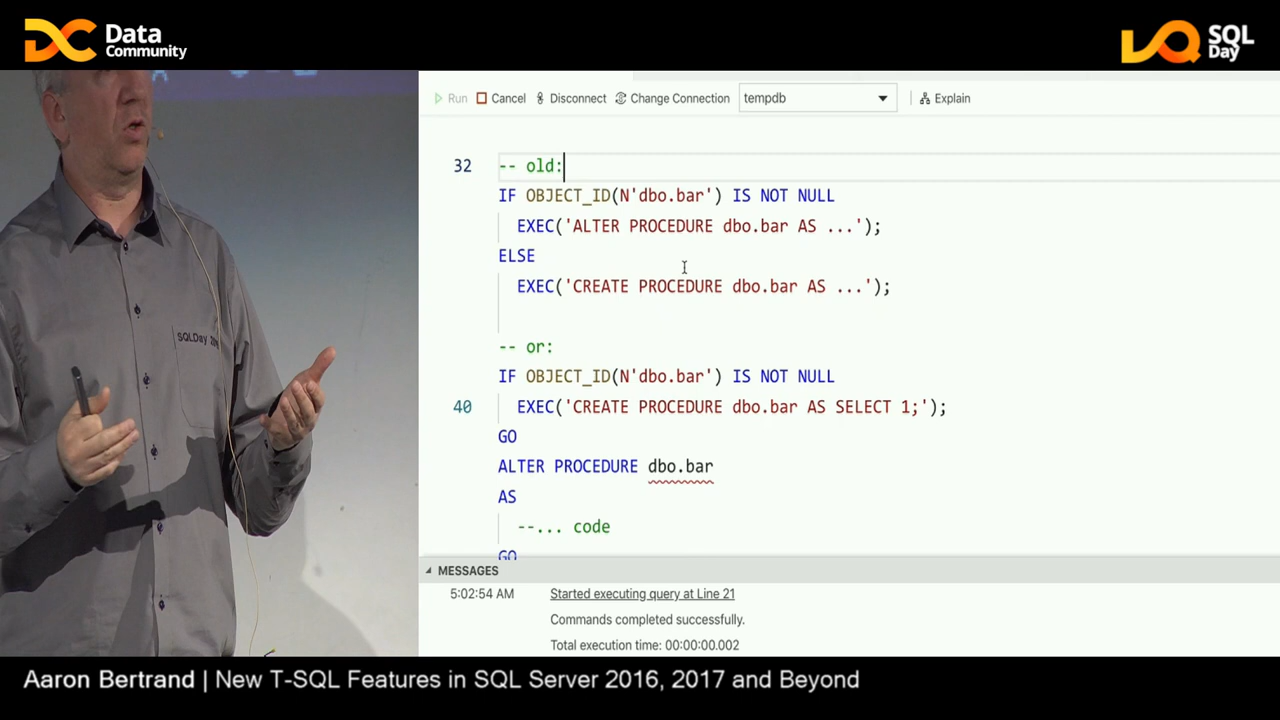 Data
Community
SQL
Day
Run Cancel Disconnect Change Connection tempdb Explain
32 -- old:
IF OBJECT_ID(N'dbo.bar') IS NOT NULL
EXEC('ALTER PROCEDURE dbo.bar AS ...');
ELSE
EXEC('CREATE PROCEDURE dbo.bar AS ...');
-- or:
IF OBJECT_ID(N'dbo.bar') IS NOT NULL
40 EXEC('CREATE PROCEDURE dbo.bar AS SELECT 1;');
GO
ALTER PROCEDURE dbo.bar
AS
--... code
GO
MESSAGES
5:02:54 AM Started executing query at Line 21
Commands completed successfully.
Total execution time: 00:00:00.002
SQLDay
Aaron Bertrand | New T-SQL Features in SQL Server 2016, 2017 and Beyond